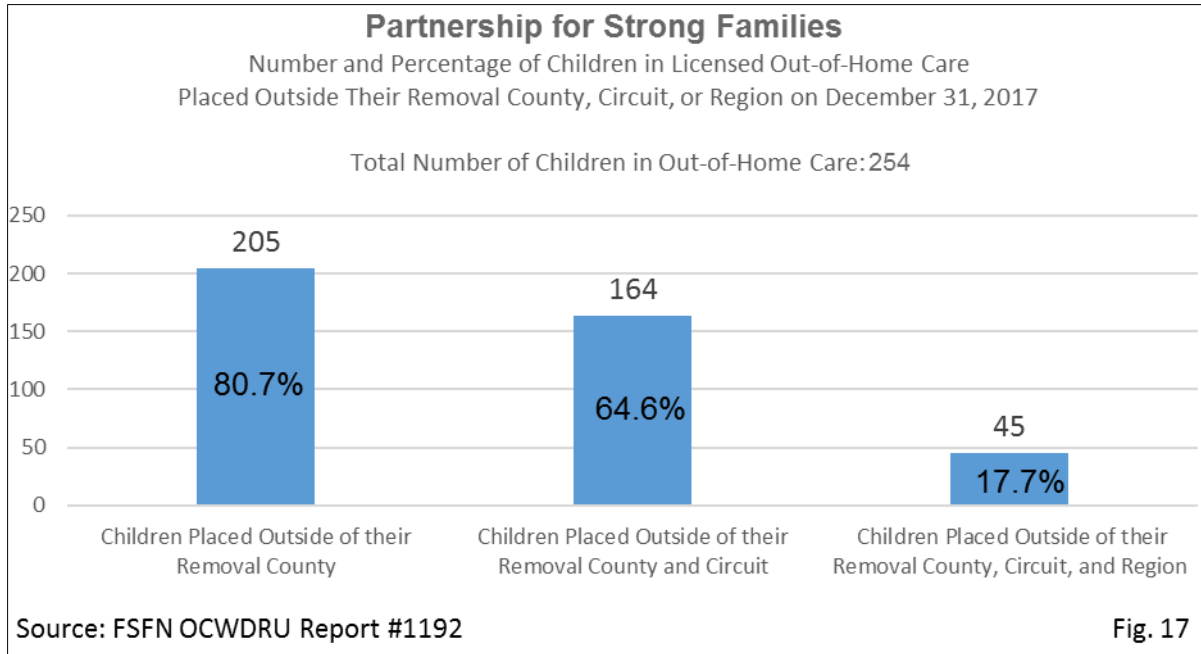 Partnership for Strong Families
Number and Percentage of Children in Licensed Out-of-Home Care
Placed Outside Their Removal County, Circuit, or Region on December 31, 2017
Total Number of Children in Out-of-Home Care: 254
250
200
150
100
50
0
205
80.7%
164
64.6%
45
17.7%
Children Placed Outside of their
Removal County
Children Placed Outside of their
Removal County and Circuit
Children Placed Outside of their
Removal County, Circuit, and Region
Source: FSFN OCWDRU Report #1192
Fig. 17